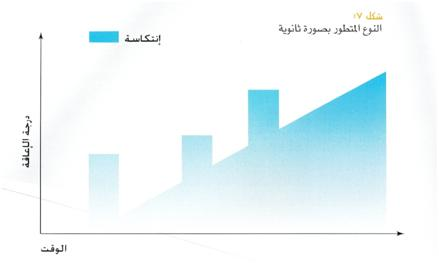 شكل ٧:
النوع المتطور بصورة ثانوية
إنتكاسة
درجة الإعاقة
الوقت